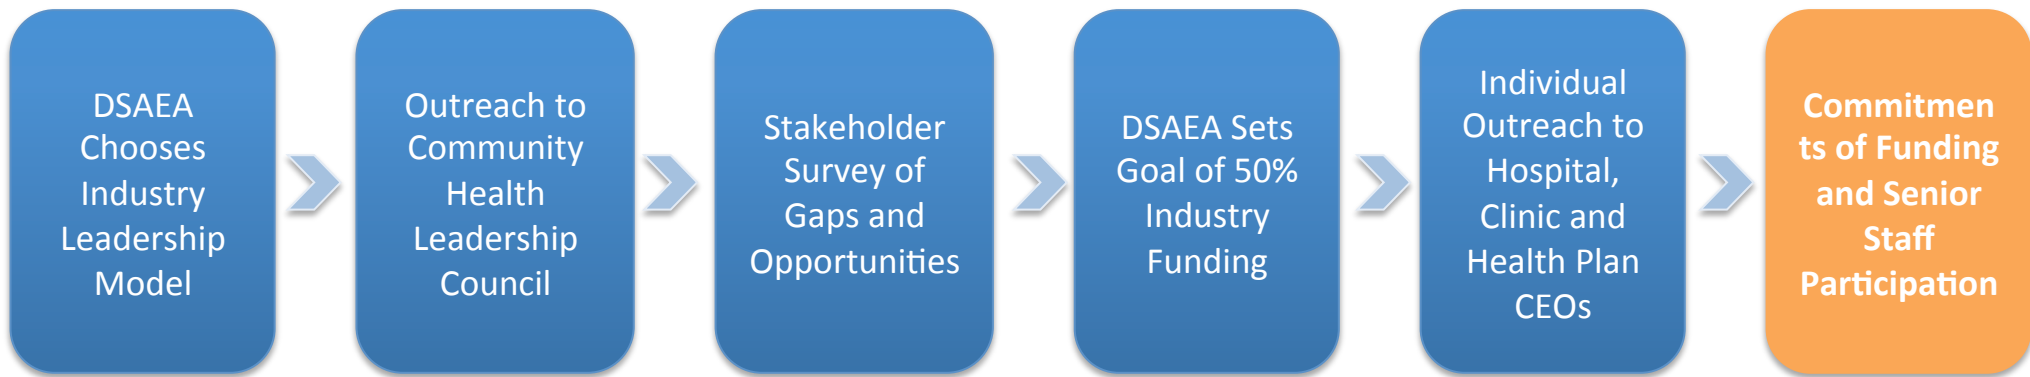 DSAEA
Chooses
Industry
Leadership
Model
Outreach to
Community
Health
Leadership
Council
Stakeholder
Survey of
Gaps and
Opportunities
DSAEA Sets
Goal of 50%
Industry
Funding
Individual
Outreach to
Hospital,
Clinic and
Health Plan
CEOs
Commitmen
ts of Funding
and Senior
Staff
Participation